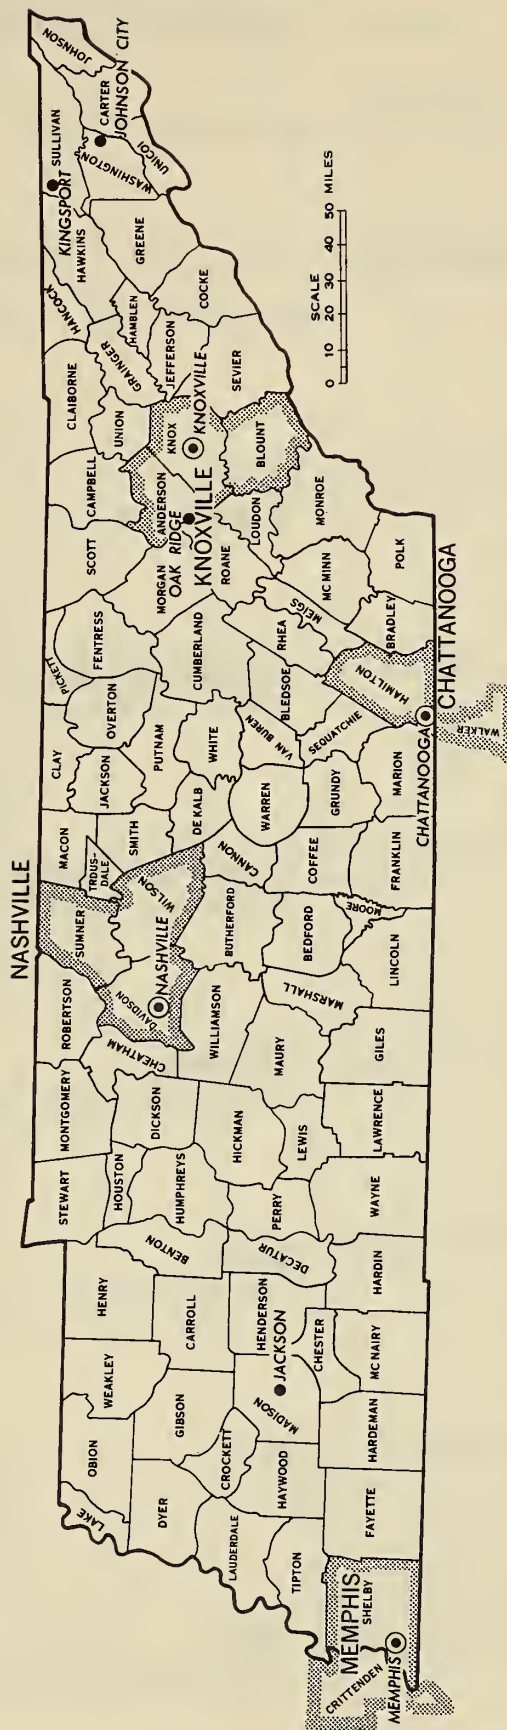 NASHVILLE
LAKE
OBION
WEAKLEY
HENRY
STEWART
MONTGOMERY
ROBERTSON
SUMNER
MACON
TROUS-
DALE
CLAY
PICKETT
SCOTT
CAMPBELL
CLAIBORNE
HANCOCK
HAWKINS
KINGSPORT
SULLIVAN
JOHNSON
CARTER
JOHNSON CITY
WASHINGTON
UNICOI
DYER
GIBSON
CARROLL
BENTON
HOUSTON
HUMPHREYS
DICKSON
CHEATHAM
DAVIDSON
NASHVILLE
WILSON
SMITH
JACKSON
PUTNAM
OVERTON
FENTRESS
MORGAN
OAK RIDGE
ANDERSON
UNION
KNOX
KNOXVILLE
KNOXVILLE
GRAINGER
HAMBLEN
JEFFERSON
GREENE
COCKE
SEVIER
LAUDERDALE
CROCKETT
HAYWOOD
MADISON
JACKSON
HENDERSON
DECATUR
PERRY
HICKMAN
WILLIAMSON
RUTHERFORD
CANNON
DE KALB
WHITE
VAN BUREN
CUMBERLAND
BLEDSOE
RHEA
ROANE
LOUDON
BLOUNT
TIPTON
CHESTER
LEWIS
MAURY
MARSHALL
BEDFORD
COFFEE
WARREN
GRUNDY
SEQUATCHIE
MEIGS
MC MINN
MONROE
MEMPHIS
SHELBY
CRITTENDEN
MEMPHIS
FAYETTE
HARDEMAN
MC NAIRY
HARDIN
WAYNE
LAWRENCE
GILES
LINCOLN
MOORE
FRANKLIN
MARION
HAMILTON
BRADLEY
POLK
CHATTANOOGA
CHATTANOOGA
WALKER
SCALE
0 10 20 30 40 50 MILES